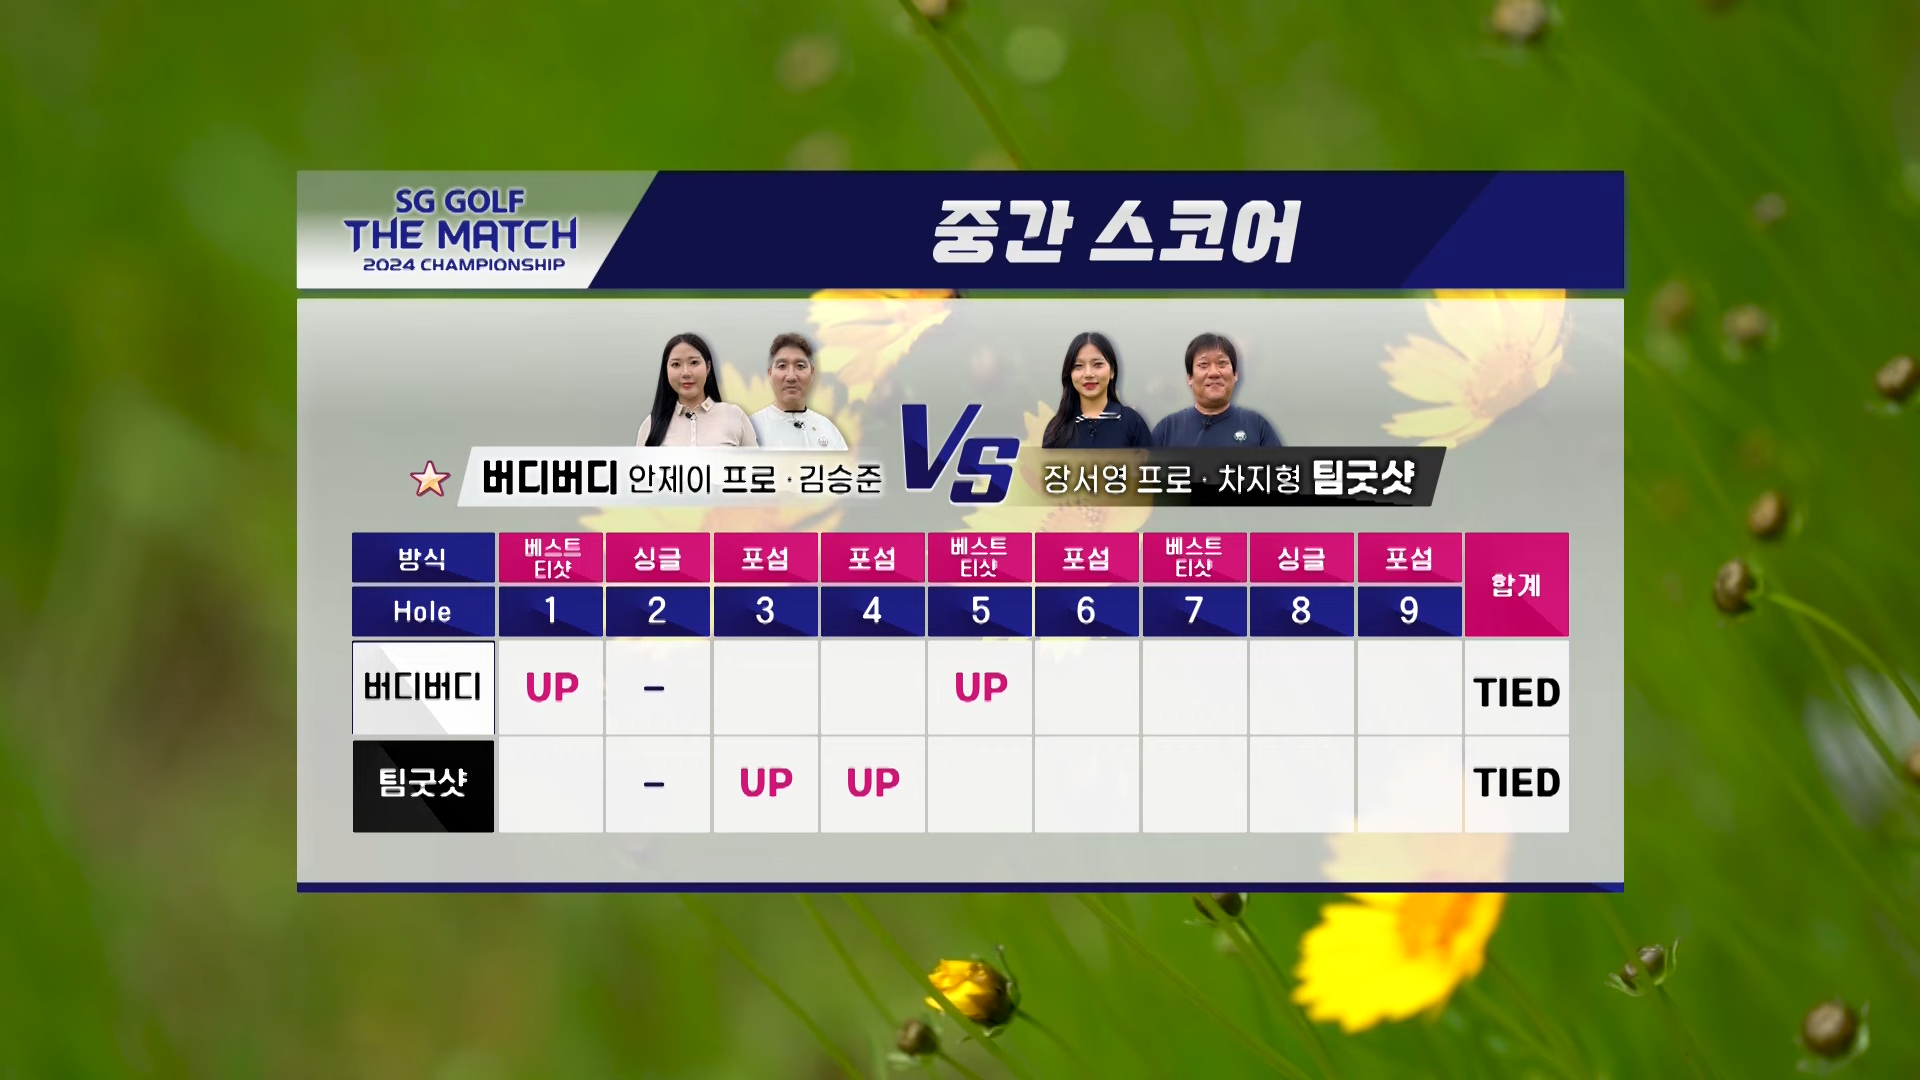 SG GOLF
THE MATCH
2024 CHAMPIONSHIP
중간 스코어
버디버디 안제이 프로 · 김승준
VS
장서영 프로 · 차지형 팀굿샷
방식 베스트 티샷 싱글 포섬 포섬 베스트 티샷 포섬 베스트 티샷 싱글 포섬 합계
Hole 1 2 3 4 5 6 7 8 9
버디버디 UP – UP TIED
팀굿샷 – UP UP TIED